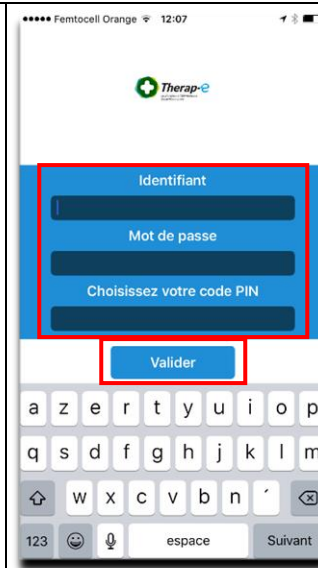 Femtocell Orange 12:07
Therap-e
Identifiant
Mot de passe
Choisissez votre code PIN
Valider
a z e r t y u i o p
q s d f g h j k l m
w x c v b n ´
123 espace Suivant